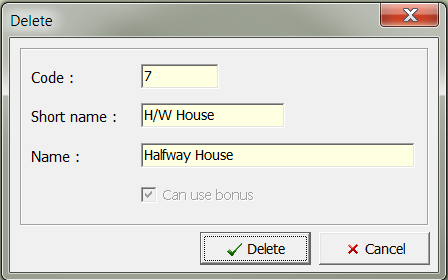 Delete
Code : 7
Short name : H/W House
Name : Halfway House
Can use bonus
Delete Cancel